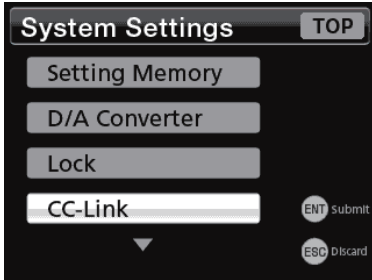 System Settings TOP
Setting Memory
D/A Converter
Lock
CC-Link
ENT Submit
ESC Discard